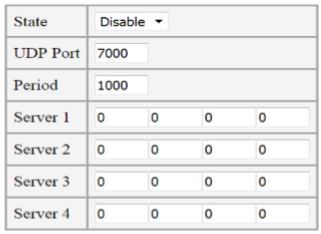 State Disable
UDP Port 7000
Period 1000
Server 1 0 0 0 0
Server 2 0 0 0 0
Server 3 0 0 0 0
Server 4 0 0 0 0